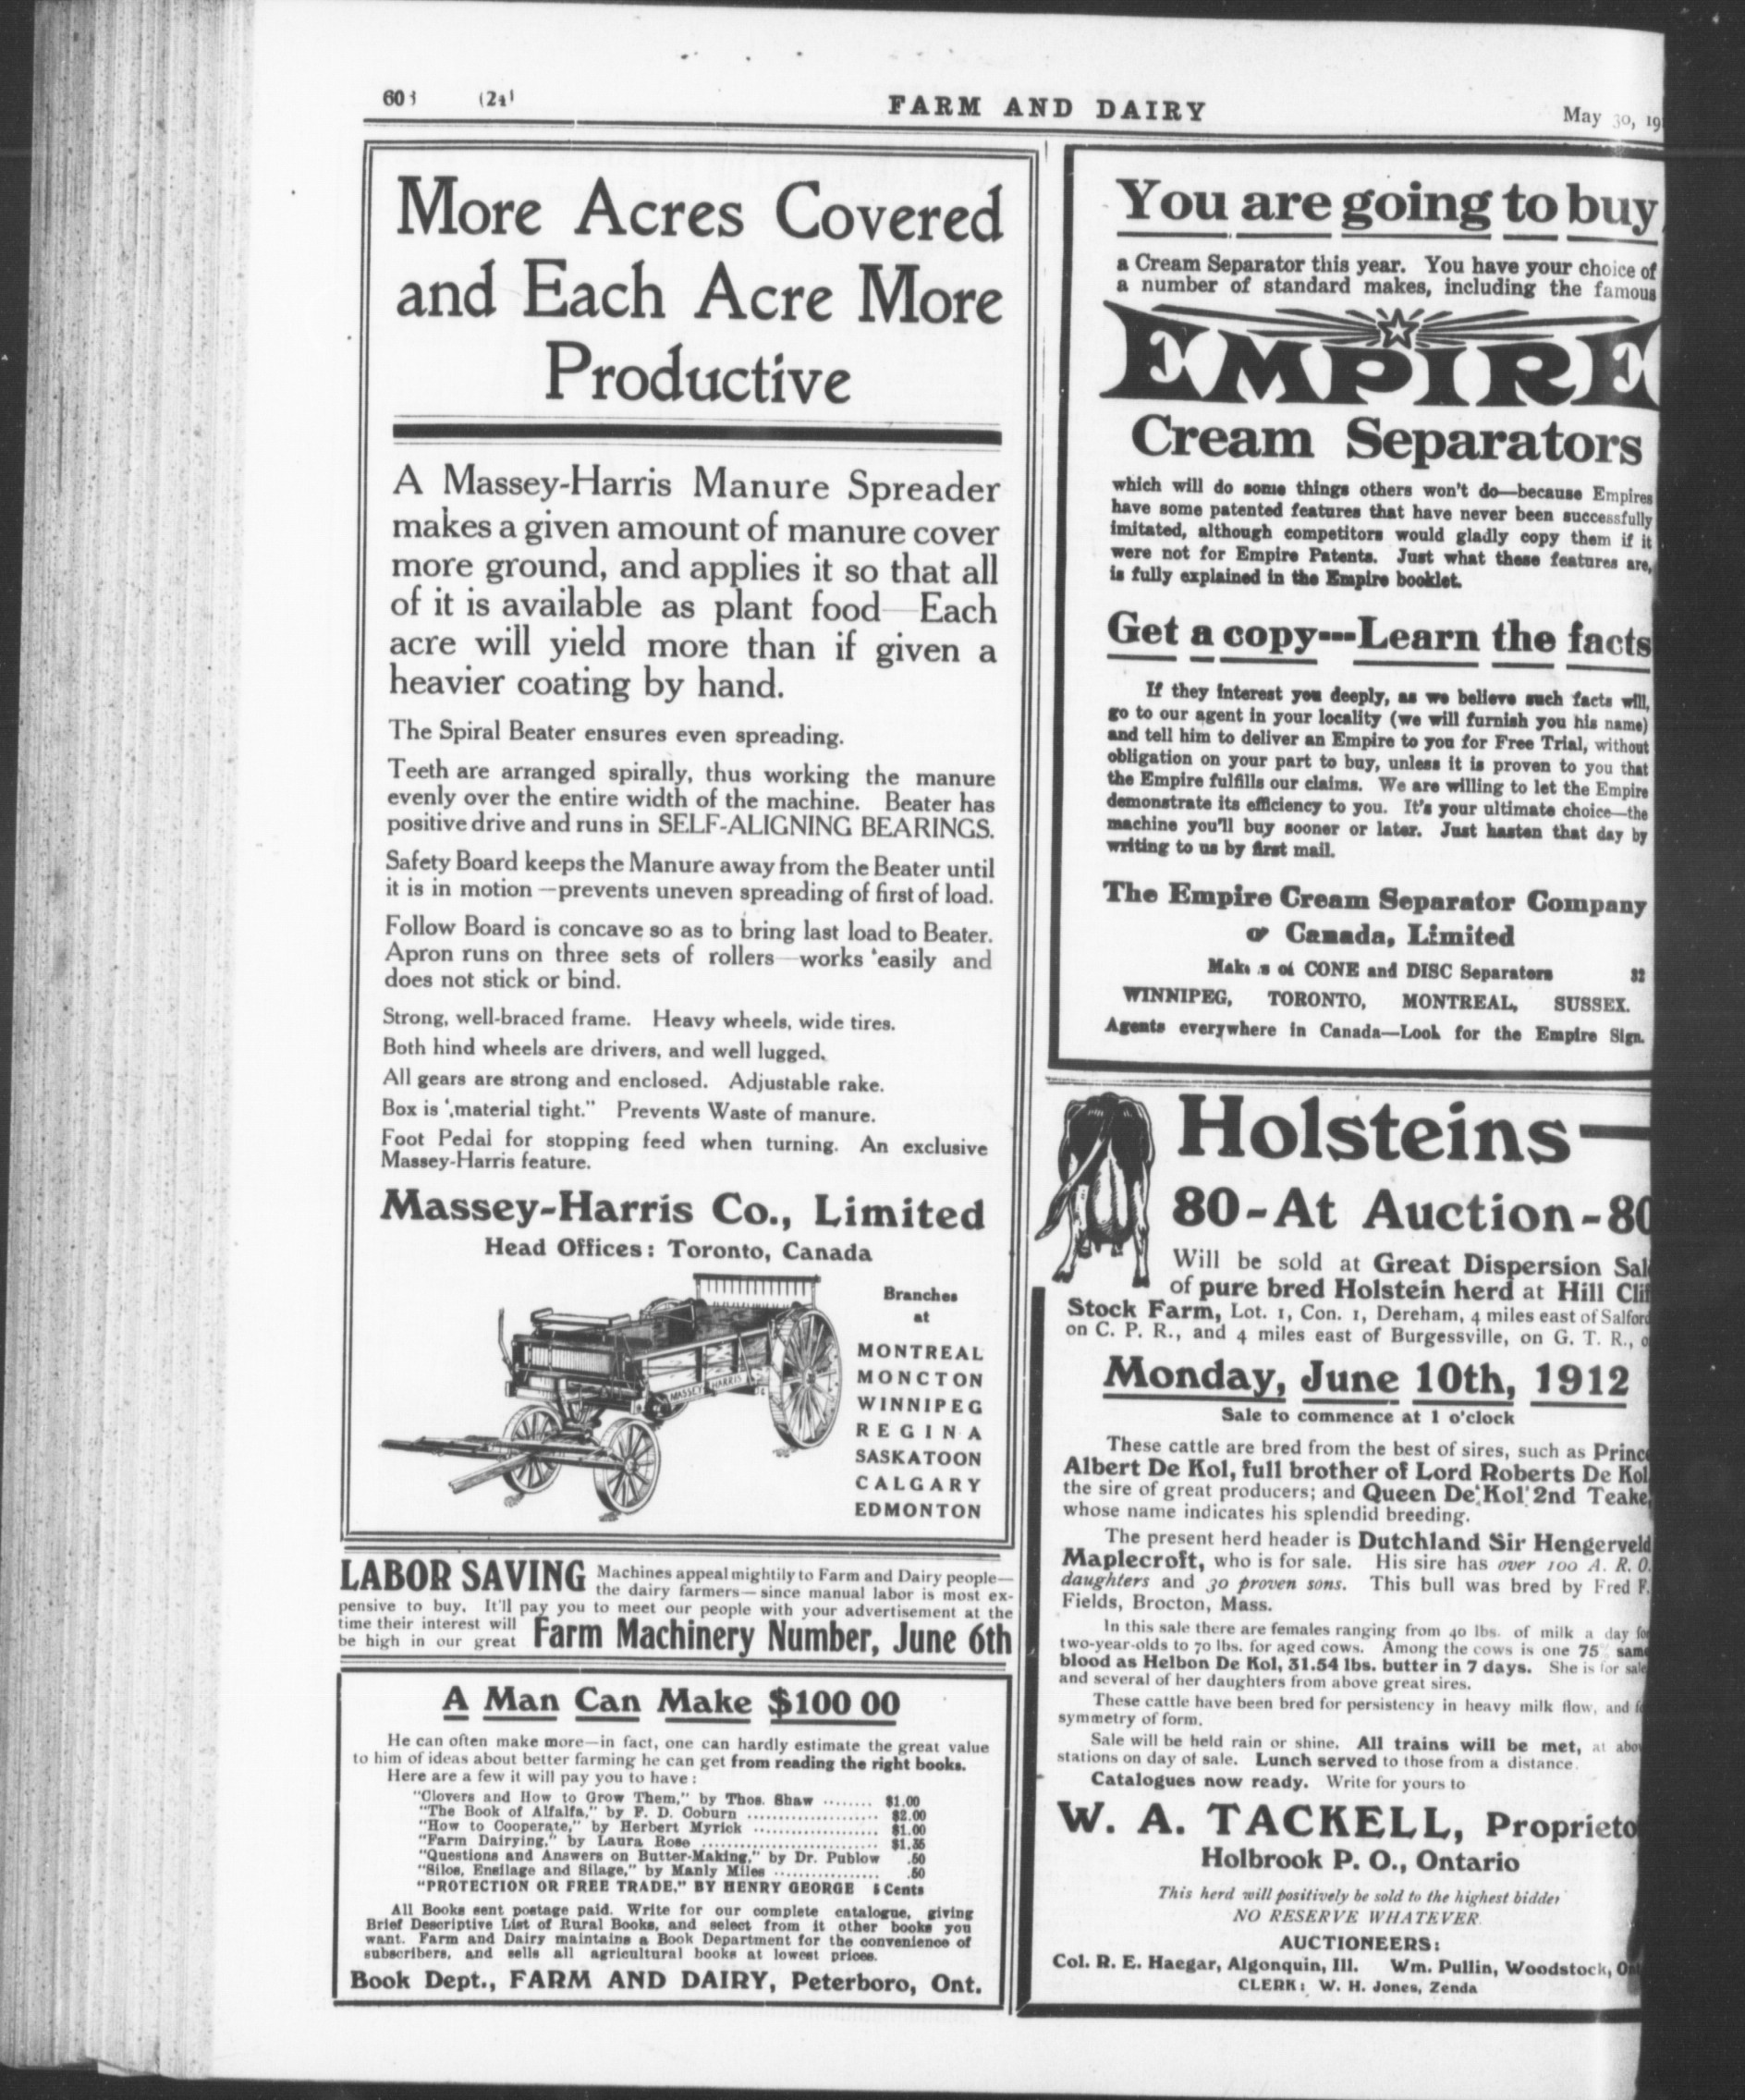 (24)
FARM AND DAIRY
May 30, 19
More Acres Covered
and Each Acre More
Productive
A Massey-Harris Manure Spreader
makes a given amount of manure cover
more ground, and applies it so that all
of it is available as plant food—Each
acre will yield more than if given a
heavier coating by hand.
The Spiral Beater ensures even spreading.
Teeth are arranged spirally, thus working the manure
evenly over the entire width of the machine. Beater has
positive drive and runs in SELF-ALIGNING BEARINGS.
Safety Board keeps the Manure away from the Beater until
it is in motion—prevents uneven spreading of first of load.
Follow Board is concave so as to bring last load to Beater.
Apron runs on three sets of rollers—works 'easily and
does not stick or bind.
Strong, well-braced frame. Heavy wheels, wide tires.
Both hind wheels are drivers, and well lugged.
All gears are strong and enclosed. Adjustable rake.
Box is ',material tight." Prevents Waste of manure.
Foot Pedal for stopping feed when turning. An exclusive
Massey-Harris feature.
Massey-Harris Co., Limited
Head Offices: Toronto, Canada
MASSEY HARRIS
Branches
at
MONTREAL
MONCTON
WINNIPEG
REGINA
SASKATOON
CALGARY
EDMONTON
LABOR SAVING Machines appeal mightily to Farm and Dairy people—
the dairy farmers—since manual labor is most ex-
pensive to buy. It'll pay you to meet our people with your advertisement at the
time their interest will
be high in our great Farm Machinery Number, June 6th
A Man Can Make $100 00
He can often make more—in fact, one can hardly estimate the great value
to him of ideas about better farming he can get from reading the right books.
Here are a few it will pay you to have:
"Clovers and How to Grow Them," by Thos. Shaw ........ $1.00
"The Book of Alfalfa," by F. D. Coburn .................... $2.00
"How to Cooperate," by Herbert Myrick ................... $1.00
"Farm Dairying," by Laura Rose ........................... $1.35
"Questions and Answers on Butter-Making," by Dr. Publow .50
"Silos, Ensilage and Silage," by Manly Miles ................ .50
"PROTECTION OR FREE TRADE," BY HENRY GEORGE 5 Cents
All Books sent postage paid. Write for our complete catalogue, giving
Brief Descriptive List of Rural Books, and select from it other books you
want. Farm and Dairy maintains a Book Department for the convenience of
subscribers, and sells all agricultural books at lowest prices.
Book Dept., FARM AND DAIRY, Peterboro, Ont.
You are going to buy
a Cream Separator this year. You have your choice of
a number of standard makes, including the famous
EMPIRE
Cream Separators
which will do some things others won't do—because Empires
have some patented features that have never been successfully
imitated, although competitors would gladly copy them if it
were not for Empire Patents. Just what these features are,
is fully explained in the Empire booklet.
Get a copy---Learn the facts
If they interest you deeply, as we believe such facts will,
go to our agent in your locality (we will furnish you his name)
and tell him to deliver an Empire to you for Free Trial, without
obligation on your part to buy, unless it is proven to you that
the Empire fulfills our claims. We are willing to let the Empire
demonstrate its efficiency to you. It's your ultimate choice—the
machine you'll buy sooner or later. Just hasten that day by
writing to us by first mail.
The Empire Cream Separator Company
of Canada, Limited
Makers of CONE and DISC Separators 32
WINNIPEG, TORONTO, MONTREAL, SUSSEX.
Agents everywhere in Canada—Look for the Empire Sign.
Holsteins—
80-At Auction-80
Will be sold at Great Dispersion Sal
of pure bred Holstein herd at Hill Clif
Stock Farm, Lot. 1, Con. 1, Dereham, 4 miles east of Salford
on C. P. R., and 4 miles east of Burgessville, on G. T. R., o
Monday, June 10th, 1912
Sale to commence at 1 o'clock
These cattle are bred from the best of sires, such as Prince
Albert De Kol, full brother of Lord Roberts De Kol,
the sire of great producers; and Queen De Kol 2nd Teake,
whose name indicates his splendid breeding.
The present herd header is Dutchland Sir Hengerveld
Maplecroft, who is for sale. His sire has over 100 A. R. O.
daughters and 30 proven sons. This bull was bred by Fred F.
Fields, Brocton, Mass.
In this sale there are females ranging from 40 lbs. of milk a day for
two-year-olds to 70 lbs. for aged cows. Among the cows is one 75 same
blood as Helbon De Kol, 31.54 lbs. butter in 7 days. She is for sale
and several of her daughters from above great sires.
These cattle have been bred for persistency in heavy milk flow, and fo
symmetry of form.
Sale will be held rain or shine. All trains will be met, at abov
stations on day of sale. Lunch served to those from a distance.
Catalogues now ready. Write for yours to
W. A. TACKELL, Proprieto
Holbrook P. O., Ontario
This herd will positively be sold to the highest bidder
NO RESERVE WHATEVER.
AUCTIONEERS:
Col. R. E. Haegar, Algonquin, Ill. Wm. Pullin, Woodstock, O
CLERK: W. H. Jones, Zenda